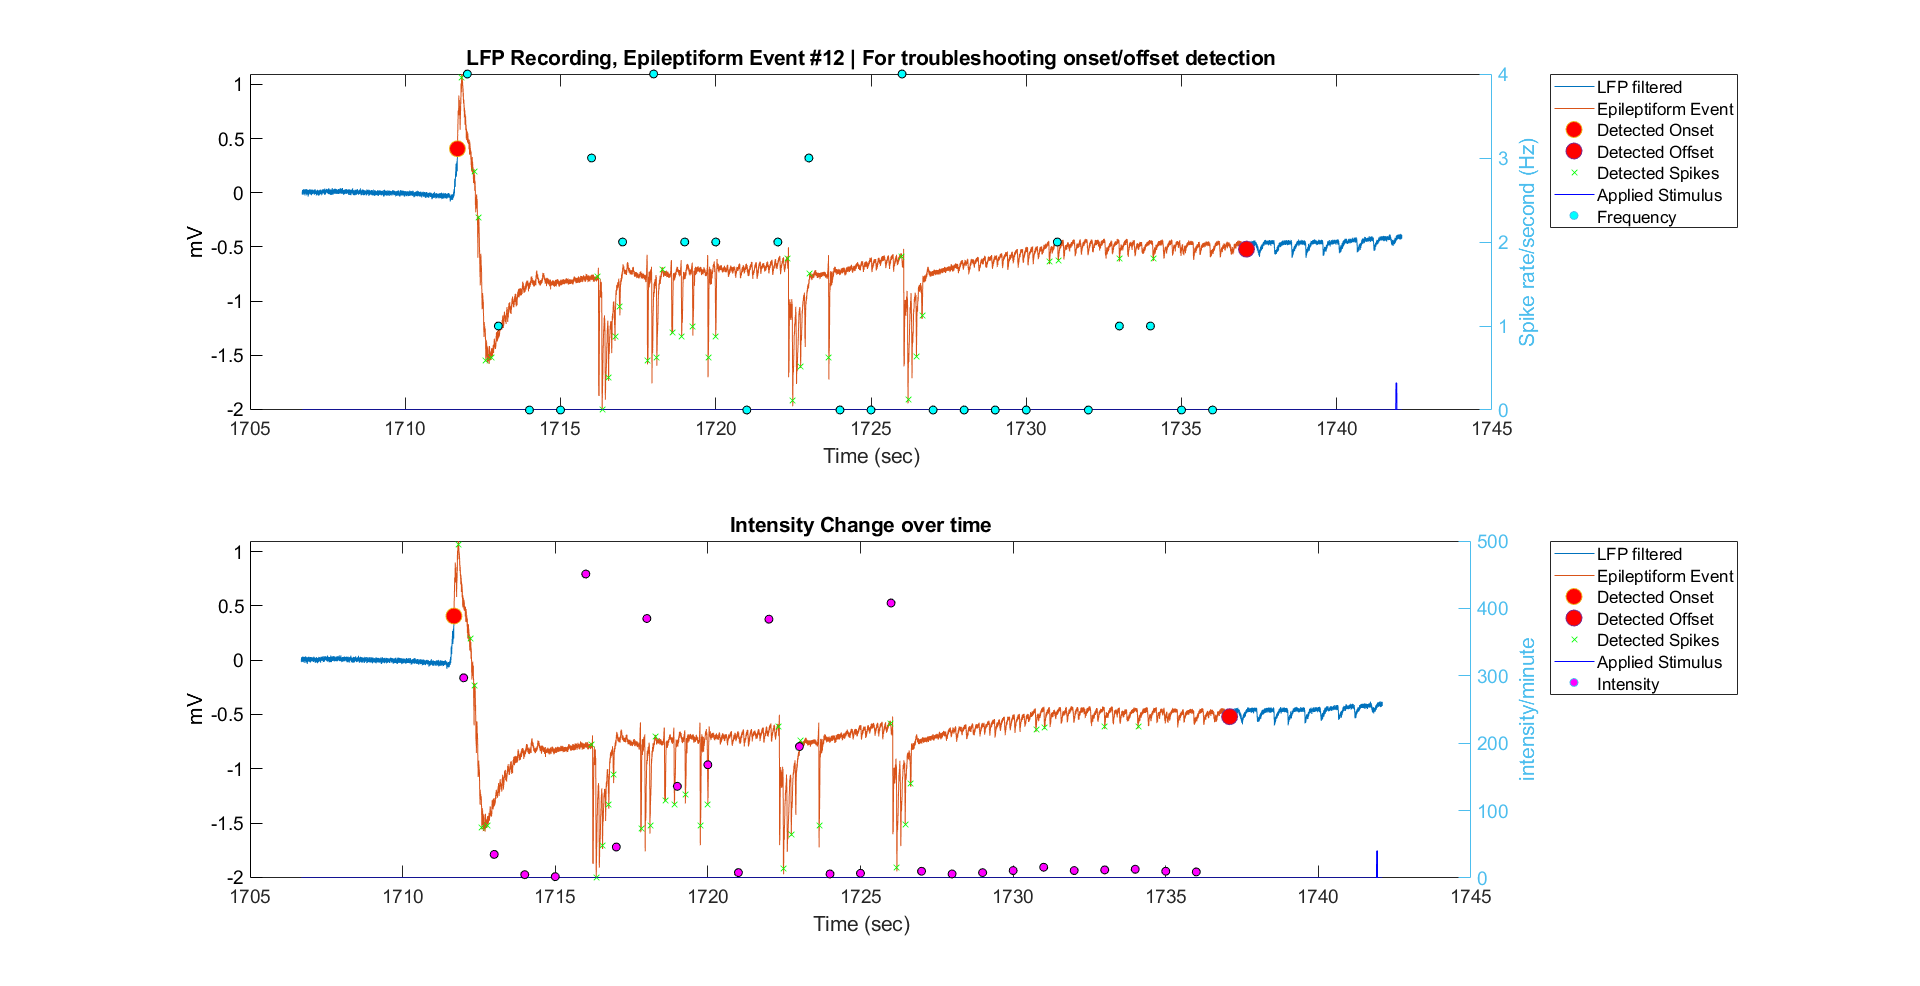 LFP Recording, Epileptiform Event #12 | For troubleshooting onset/offset detection
1
0.5
0
-0.5
-1
-1.5
-2
mV
1705
1710
1715
1720
1725
1730
1735
1740
1745
Time (sec)
4
3
2
1
0
Spike rate/second (Hz)
LFP filtered
Epileptiform Event
Detected Onset
Detected Offset
Detected Spikes
Applied Stimulus
Frequency
Intensity Change over time
1
0.5
0
-0.5
-1
-1.5
-2
mV
1705
1710
1715
1720
1725
1730
1735
1740
1745
Time (sec)
500
400
300
200
100
0
intensity/minute
LFP filtered
Epileptiform Event
Detected Onset
Detected Offset
Detected Spikes
Applied Stimulus
Intensity